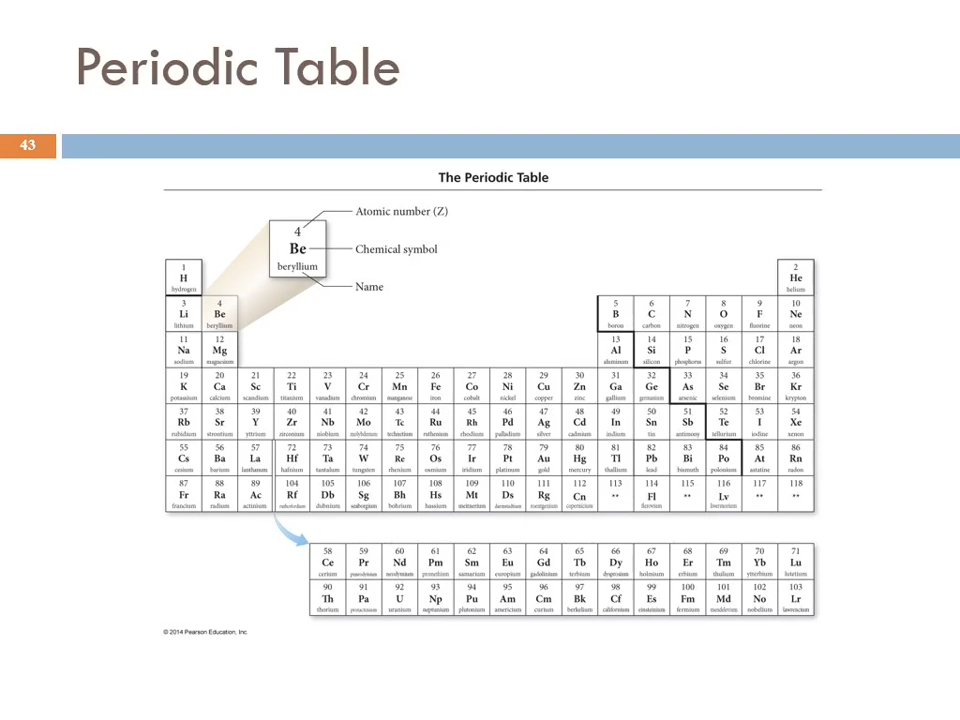 Periodic Table
43
The Periodic Table
Atomic number (Z)
4
Be
Chemical symbol
beryllium
Name
1 2
H He
hydrogen helium
3 4 5 6 7 8 9 10
Li Be B C N O F Ne
lithium beryllium boron carbon nitrogen oxygen fluorine neon
11 12 13 14 15 16 17 18
Na Mg Al Si P S Cl Ar
sodium magnesium aluminum silicon phosphorus sulfur chlorine argon
19 20 21 22 23 24 25 26 27 28 29 30 31 32 33 34 35 36
K Ca Sc Ti V Cr Mn Fe Co Ni Cu Zn Ga Ge As Se Br Kr
potassium calcium scandium titanium vanadium chromium manganese iron cobalt nickel copper zinc gallium germanium arsenic selenium bromine krypton
37 38 39 40 41 42 43 44 45 46 47 48 49 50 51 52 53 54
Rb Sr Y Zr Nb Mo Tc Ru Rh Pd Ag Cd In Sn Sb Te I Xe
rubidium strontium yttrium zirconium niobium molybdenum technetium ruthenium rhodium palladium silver cadmium indium tin antimony tellurium iodine xenon
55 56 57 72 73 74 75 76 77 78 79 80 81 82 83 84 85 86
Cs Ba La Hf Ta W Re Os Ir Pt Au Hg Tl Pb Bi Po At Rn
cesium barium lanthanum hafnium tantalum tungsten rhenium osmium iridium platinum gold mercury thallium lead bismuth polonium astatine radon
87 88 89 104 105 106 107 108 109 110 111 112 113 114 115 116 117 118
Fr Ra Ac Rf Db Sg Bh Hs Mt Ds Rg Cn ** Fl ** Lv ** **
francium radium actinium rutherfordium dubnium seaborgium bohrium hassium meitnerium darmstadtium roentgenium copernicium flerovium livermorium
58 59 60 61 62 63 64 65 66 67 68 69 70 71
Ce Pr Nd Pm Sm Eu Gd Tb Dy Ho Er Tm Yb Lu
cerium praseodymium neodymium promethium samarium europium gadolinium terbium dysprosium holmium erbium thulium ytterbium lutetium
90 91 92 93 94 95 96 97 98 99 100 101 102 103
Th Pa U Np Pu Am Cm Bk Cf Es Fm Md No Lr
thorium protactinium uranium neptunium plutonium americium curium berkelium californium einsteinium fermium mendelevium nobelium lawrencium
© 2014 Pearson Education, Inc.